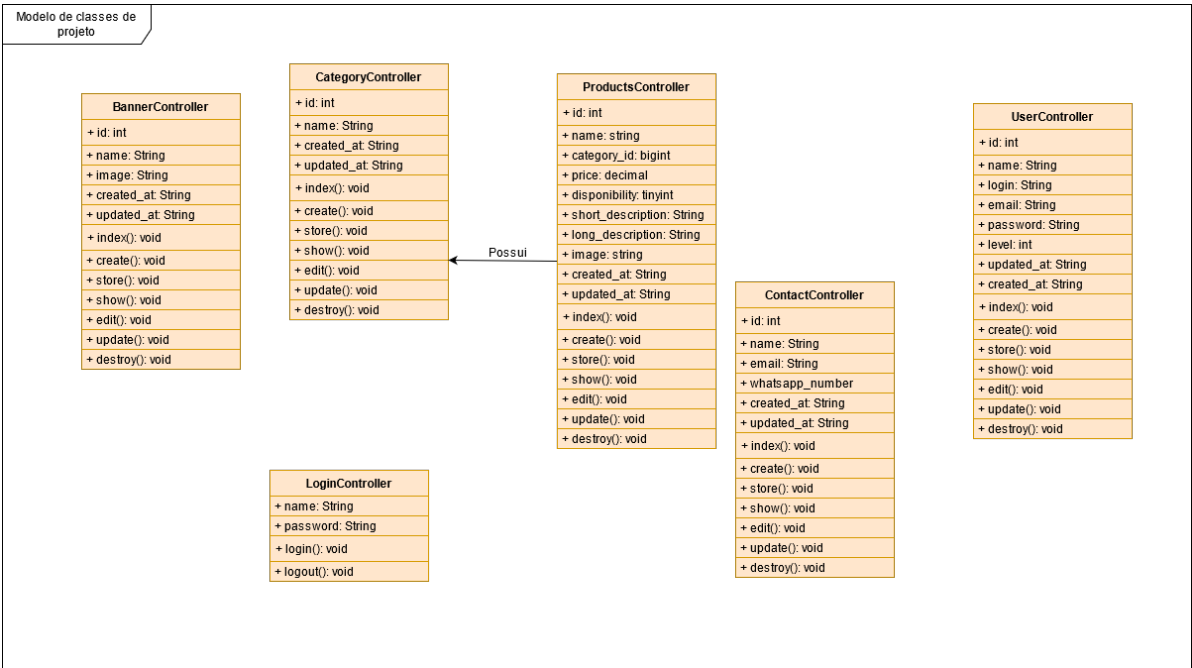 Modelo de classes de
projeto
BannerController
+ id: int
+ name: String
+ image: String
+ created_at: String
+ updated_at: String
+ index(): void
+ create(): void
+ store(): void
+ show(): void
+ edit(): void
+ update(): void
+ destroy(): void
CategoryController
+ id: int
+ name: String
+ created_at: String
+ updated_at: String
+ index(): void
+ create(): void
+ store(): void
+ show(): void
+ edit(): void
+ update(): void
+ destroy(): void
Possui
ProductsController
+ id: int
+ name: string
+ category_id: bigint
+ price: decimal
+ disponibility: tinyint
+ short_description: String
+ long_description: String
+ image: string
+ created_at: String
+ updated_at: String
+ index(): void
+ create(): void
+ store(): void
+ show(): void
+ edit(): void
+ update(): void
+ destroy(): void
ContactController
+ id: int
+ name: String
+ email: String
+ whatsapp_number
+ created_at: String
+ updated_at: String
+ index(): void
+ create(): void
+ store(): void
+ show(): void
+ edit(): void
+ update(): void
+ destroy(): void
UserController
+ id: int
+ name: String
+ login: String
+ email: String
+ password: String
+ level: int
+ updated_at: String
+ created_at: String
+ index(): void
+ create(): void
+ store(): void
+ show(): void
+ edit(): void
+ update(): void
+ destroy(): void
LoginController
+ name: String
+ password: String
+ login(): void
+ logout(): void